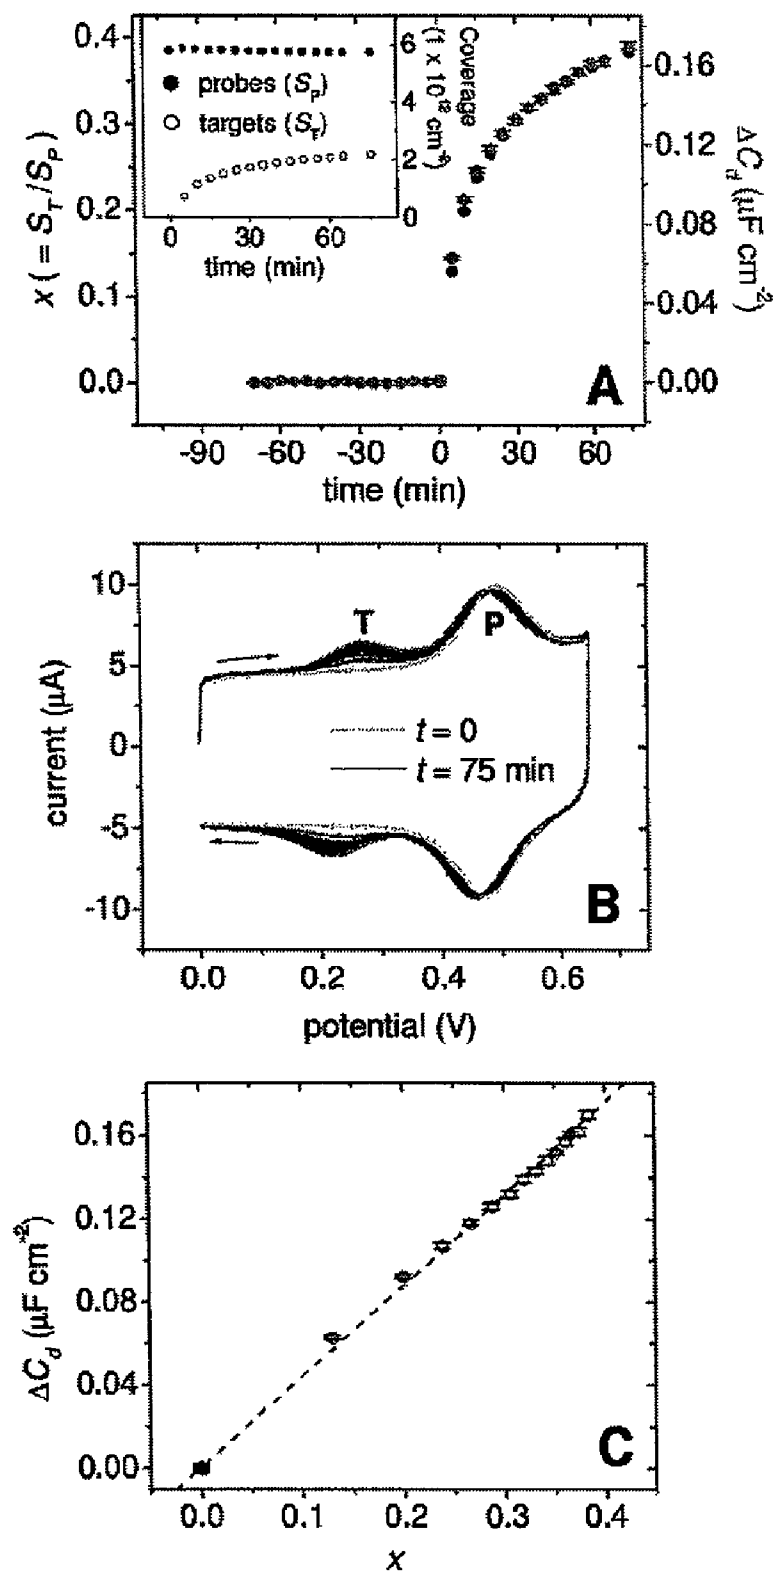 0.4
0.3
0.2
0.1
0.0
x ( = S_T / S_P)
probes (S_P)
targets (S_T)
0 30 60
time (min)
6
4
2
0
Coverage
(1 x 10^12 cm^-2)
0.16
0.12
0.08
0.04
0.00
ΔC_d (μF cm^-2)
A
-90 -60 -30 0 30 60
time (min)
10
5
0
-5
-10
current (μA)
T
P
t = 0
t = 75 min
B
0.0 0.2 0.4 0.6
potential (V)
0.16
0.12
0.08
0.04
0.00
ΔC_d (μF cm^-2)
C
0.0 0.1 0.2 0.3 0.4
x